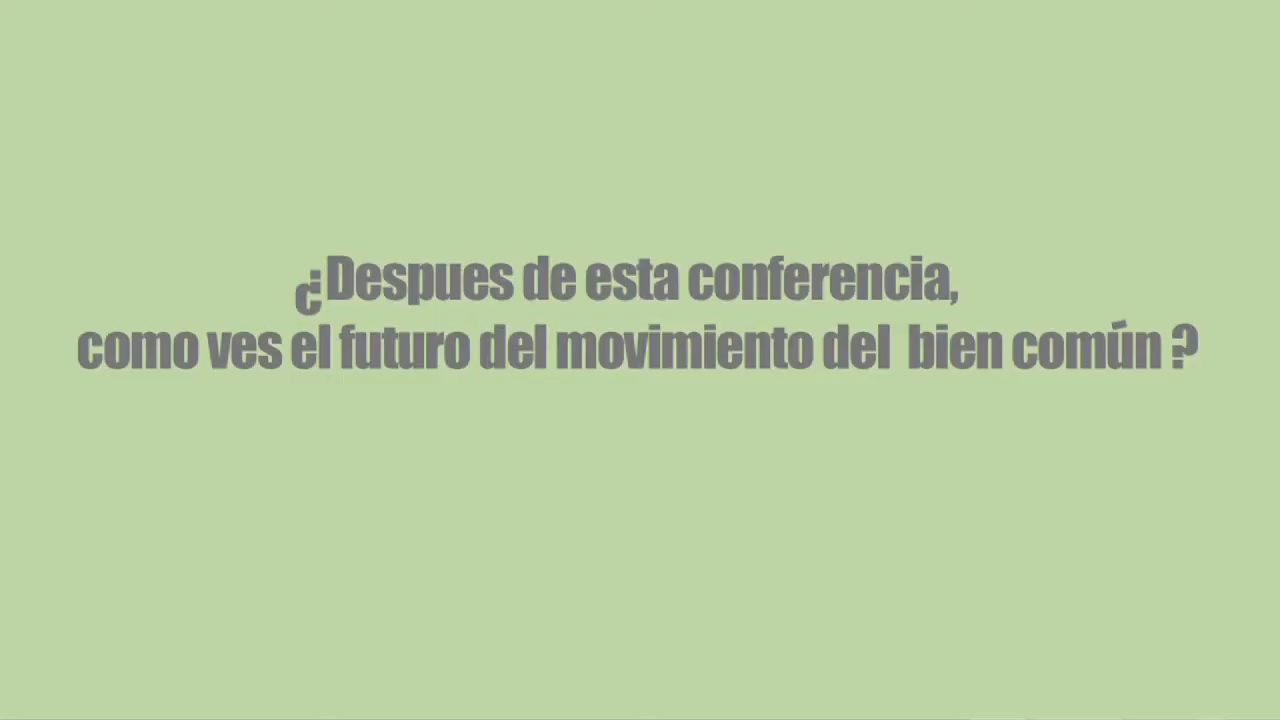 ¿Despues de esta conferencia,
como ves el futuro del movimiento del bien común ?